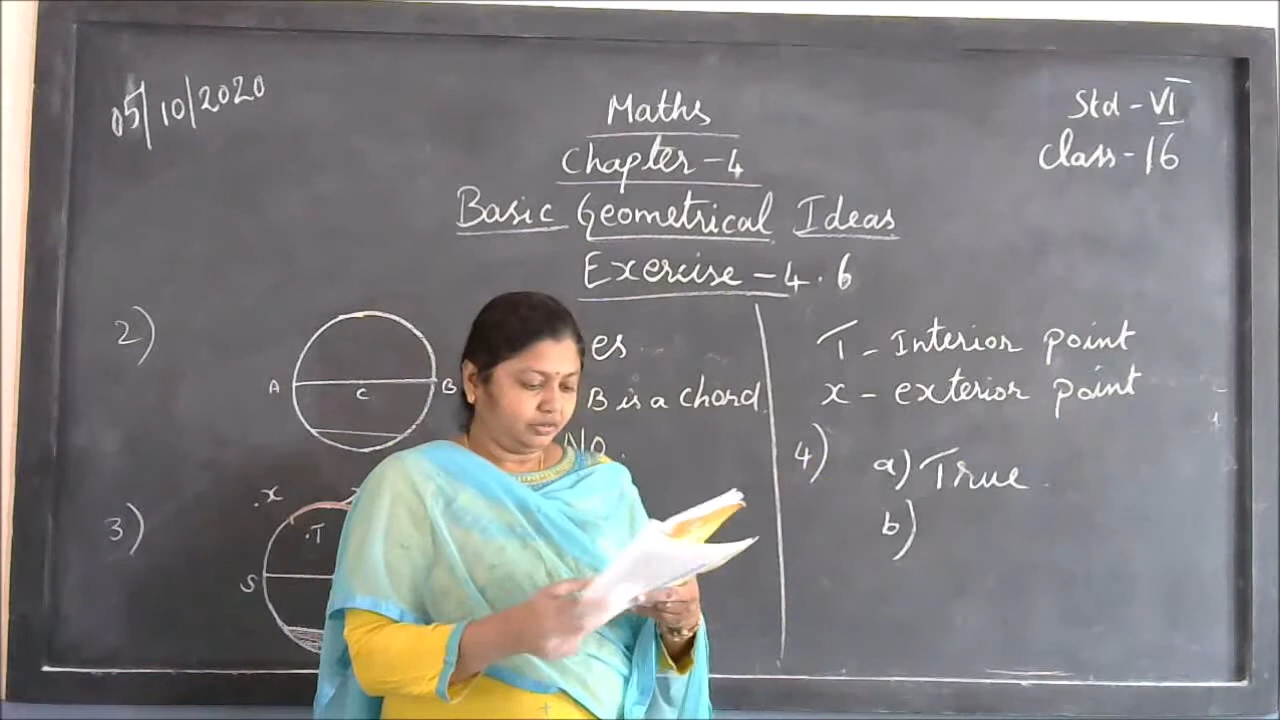 05/10/2020
Maths
Std - VI
Class - 16
Chapter - 4
Basic Geometrical Ideas
Exercise - 4.6
2)
A
C
B
es
B is a chord.
No.
3)
x
T
S
T - Interior point
x - exterior point
4) a) True.
b)